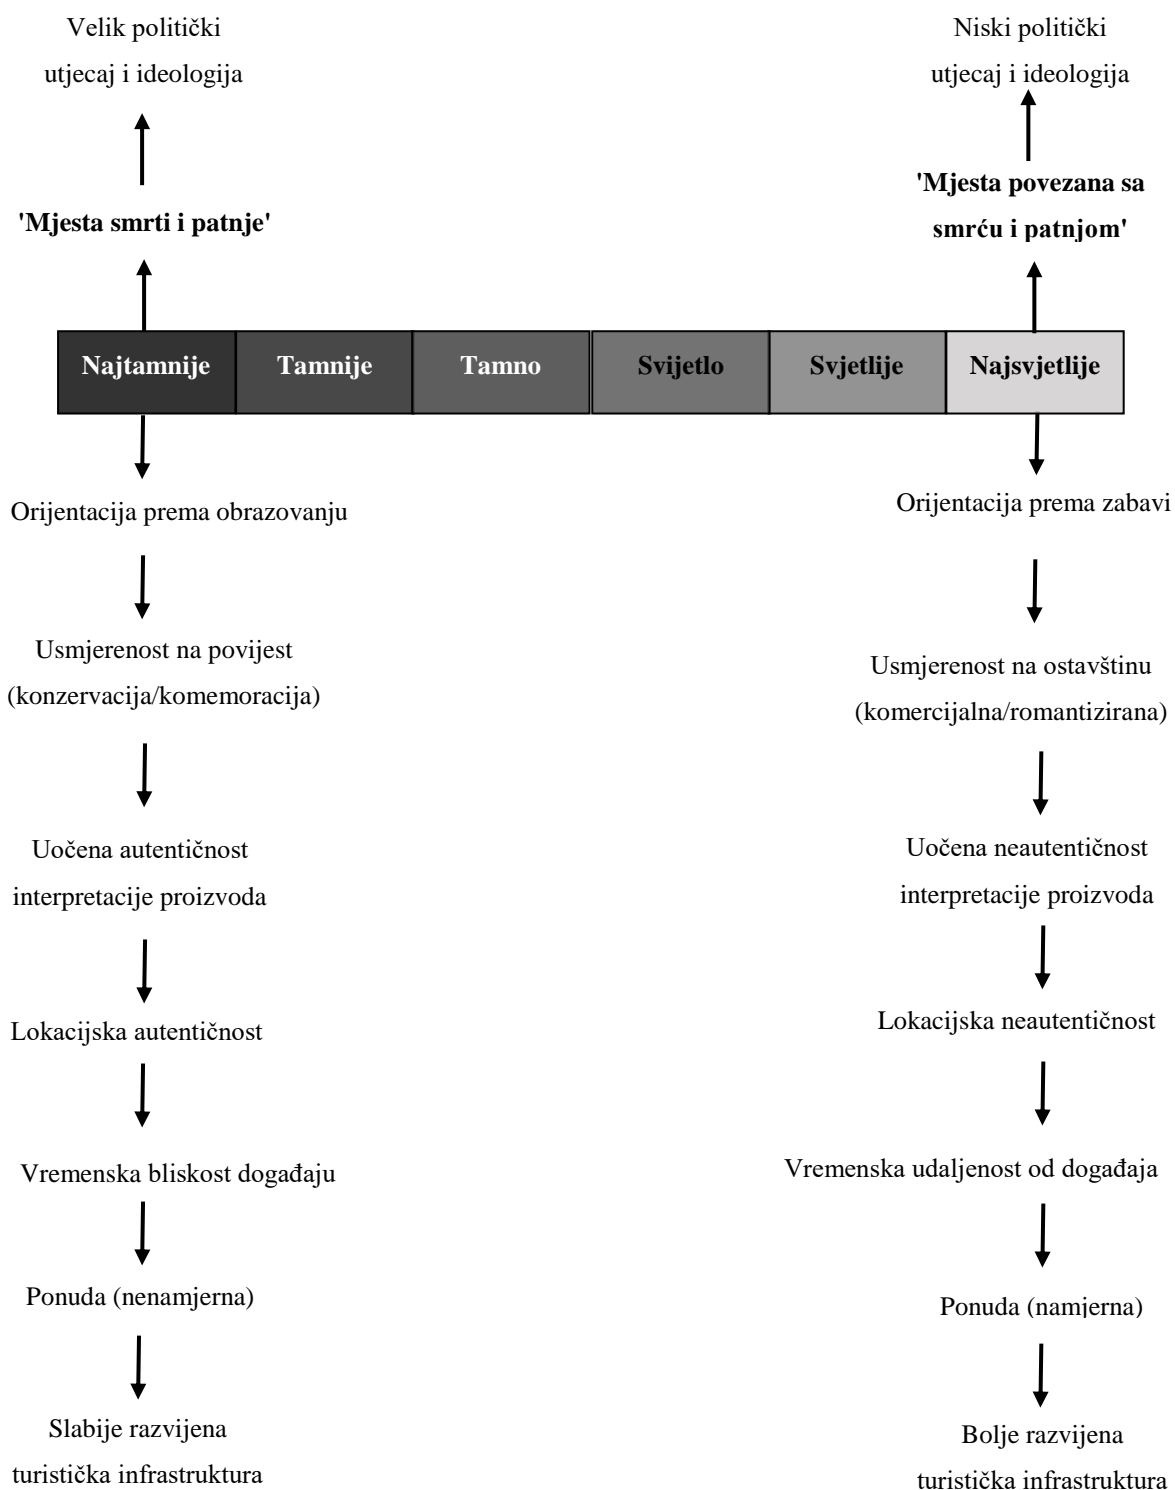 Velik politički
utjecaj i ideologija
Niski politički
utjecaj i ideologija
'Mjesta smrti i patnje'
'Mjesta povezana sa
smrću i patnjom'
Najtamnije
Tamnije
Tamno
Svijetlo
Svjetlije
Najsvjetlije
Orijentacija prema obrazovanju
Orijentacija prema zabavi
Usmjerenost na povijest
(konzervacija/komemoracija)
Usmjerenost na ostavštinu
(komercijalna/romantizirana)
Uočena autentičnost
interpretacije proizvoda
Uočena neautentičnost
interpretacije proizvoda
Lokacijska autentičnost
Lokacijska neautentičnost
Vremenska bliskost događaju
Vremenska udaljenost od događaja
Ponuda (nenamjerna)
Ponuda (namjerna)
Slabije razvijena
turistička infrastruktura
Bolje razvijena
turistička infrastruktura